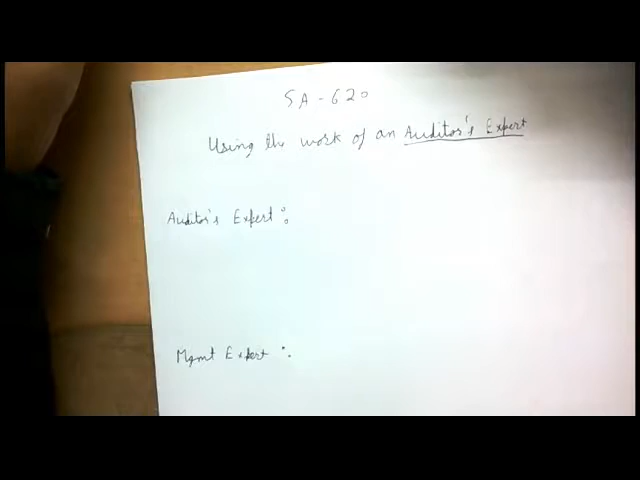 SA-620
Using the work of an Auditor's Expert
Auditor's Expert :
Mgmt Expert :